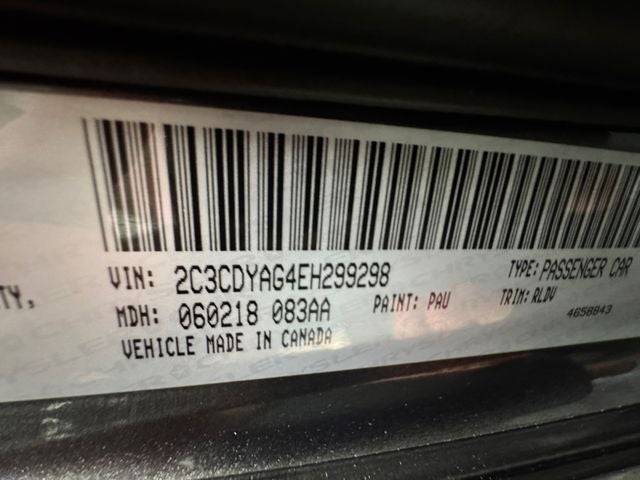 VIN: 2C3CDYAG4EH299298
TYPE: PASSENGER CAR
TY,
MDH: 060218 083AA
PAINT: PAU
TRIM: RLDV
4658843
VEHICLE MADE IN CANADA